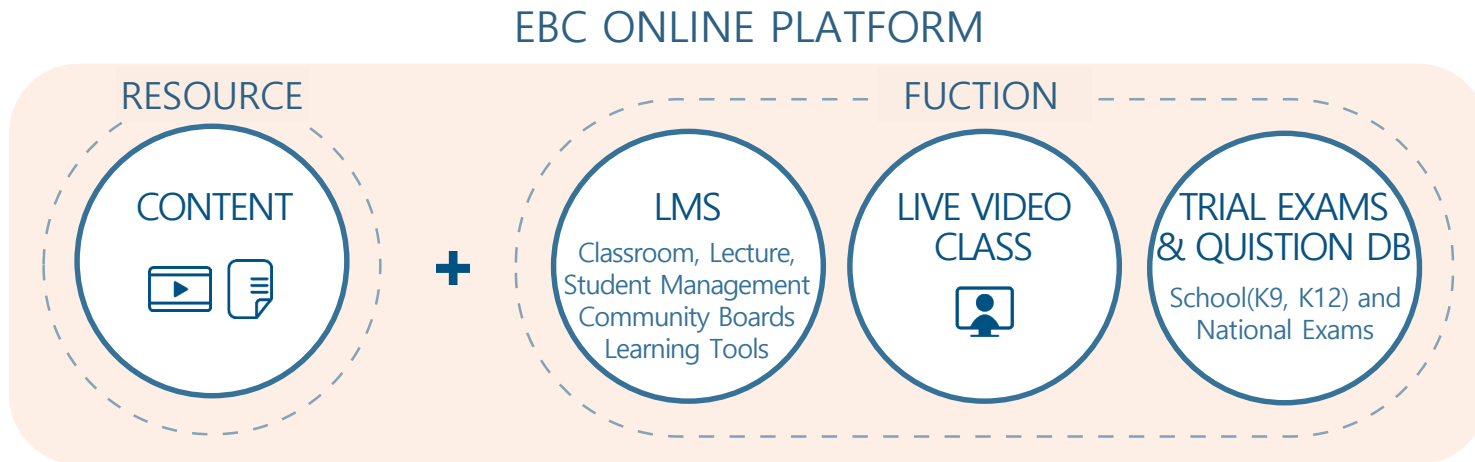 EBC ONLINE PLATFORM
RESOURCE
CONTENT
FUCTION
LMS
Classroom, Lecture,
Student Management
Community Boards
Learning Tools
LIVE VIDEO
CLASS
TRIAL EXAMS
& QUISTION DB
School(K9, K12) and
National Exams